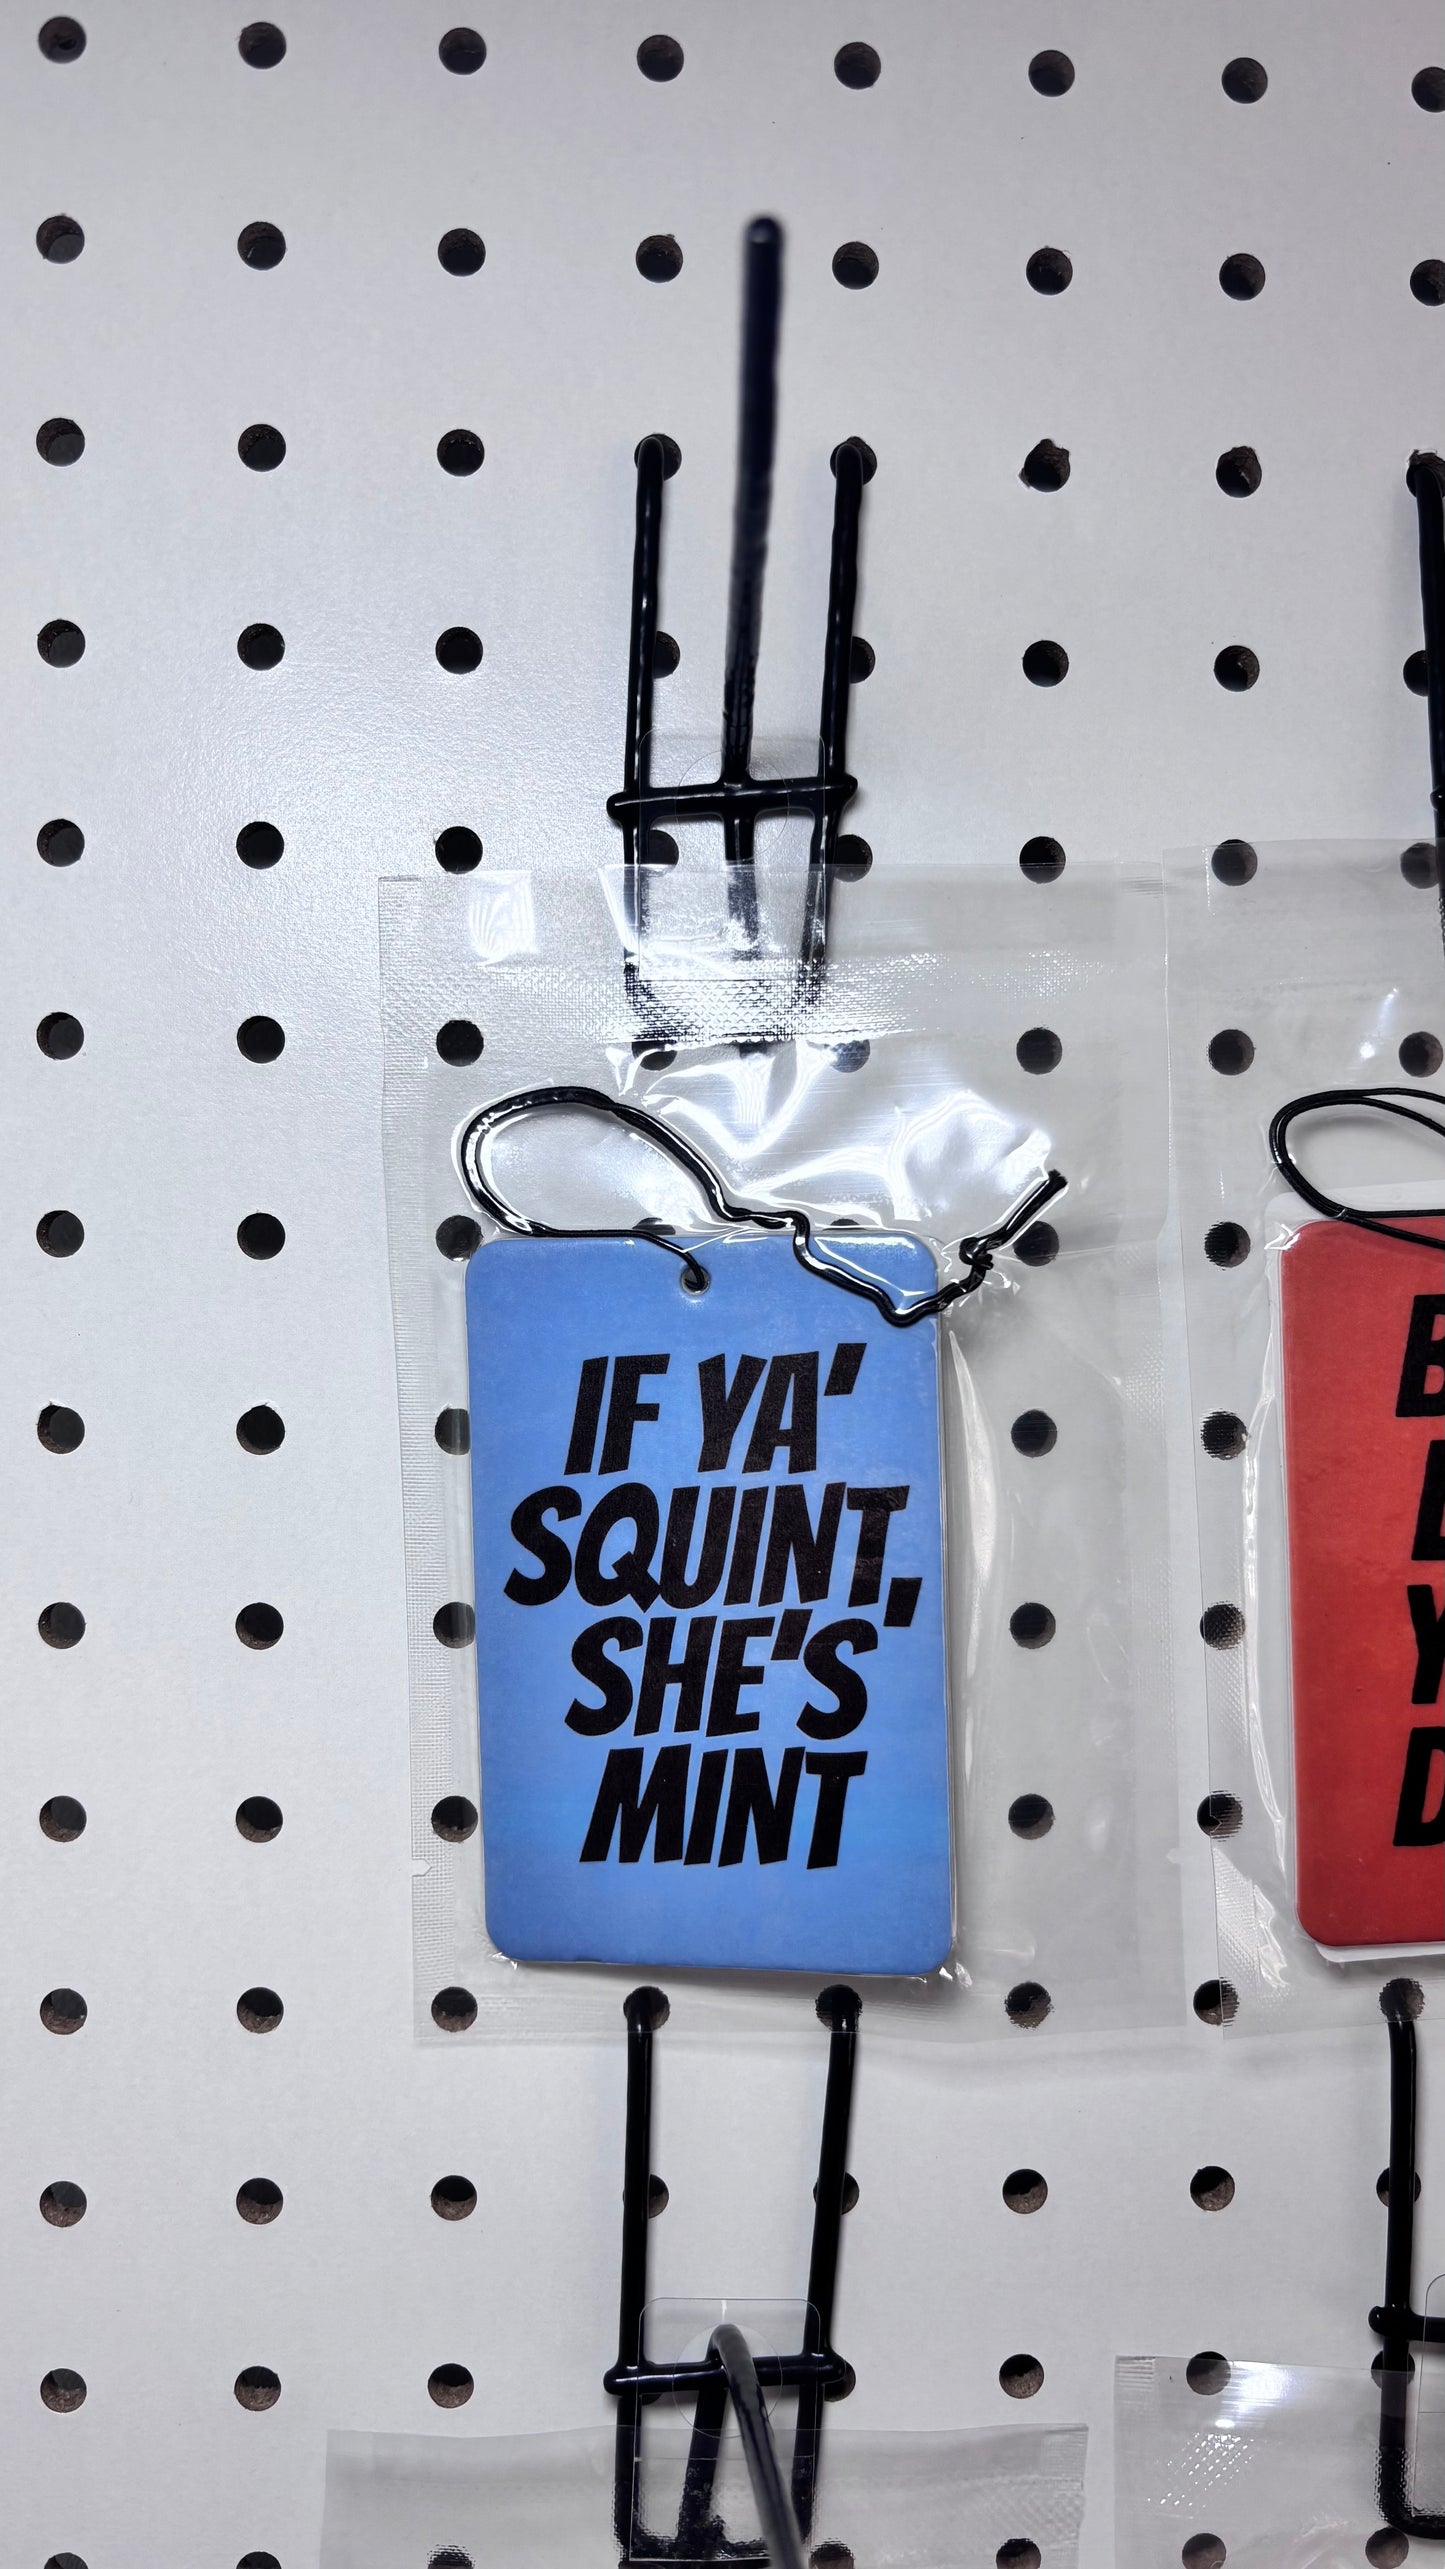 IF YA'
SQUINT,
SHE'S
MINT